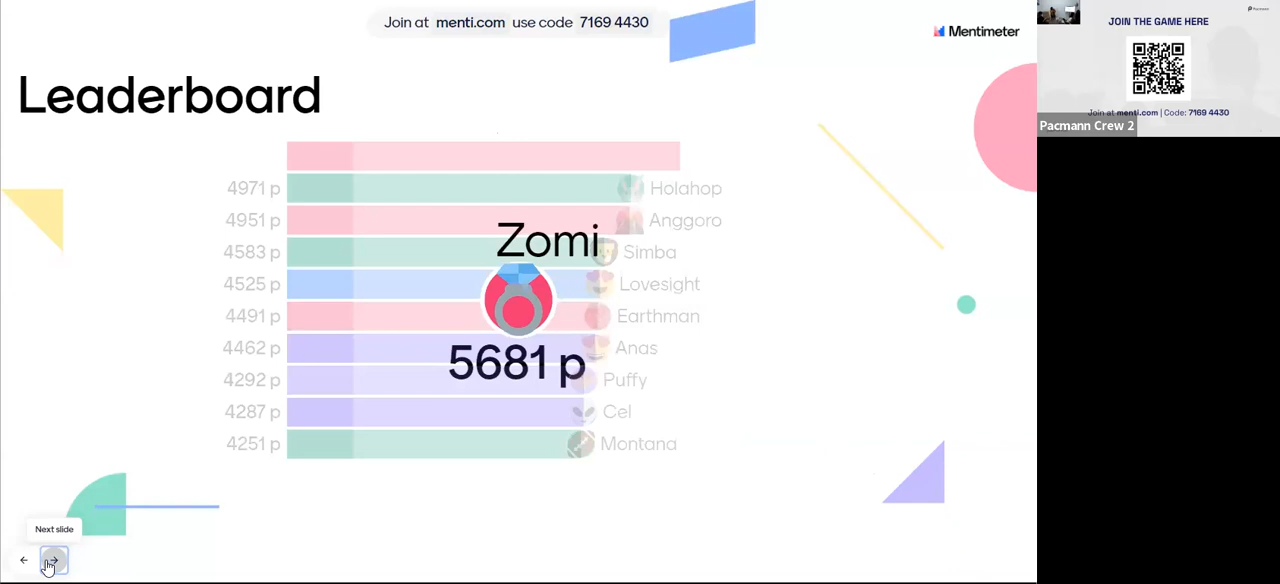 Join at menti.com use code 7169 4430
Mentimeter
Leaderboard
4971 p Holahop
4951 p Anggoro
Zomi
4583 p Simba
4525 p Lovesight
4491 p Earthman
4462 p Anas
5681 p
4292 p Puffy
4287 p Cel
4251 p Montana
Next slide
JOIN THE GAME HERE
Join at menti.com | Code: 7169 4430
Pacmann Crew 2